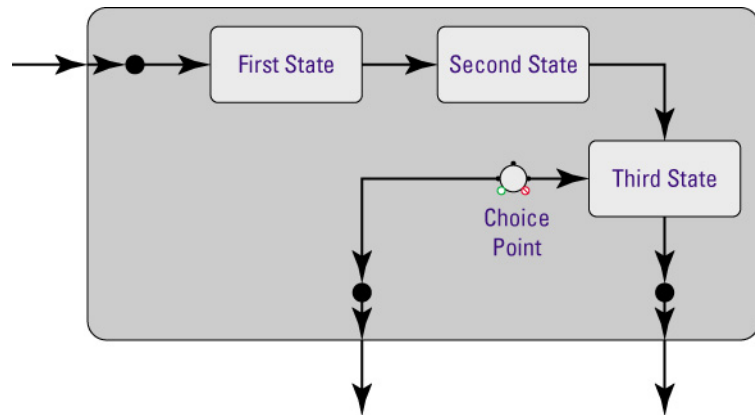 First State
Second State
Third State
Choice
Point